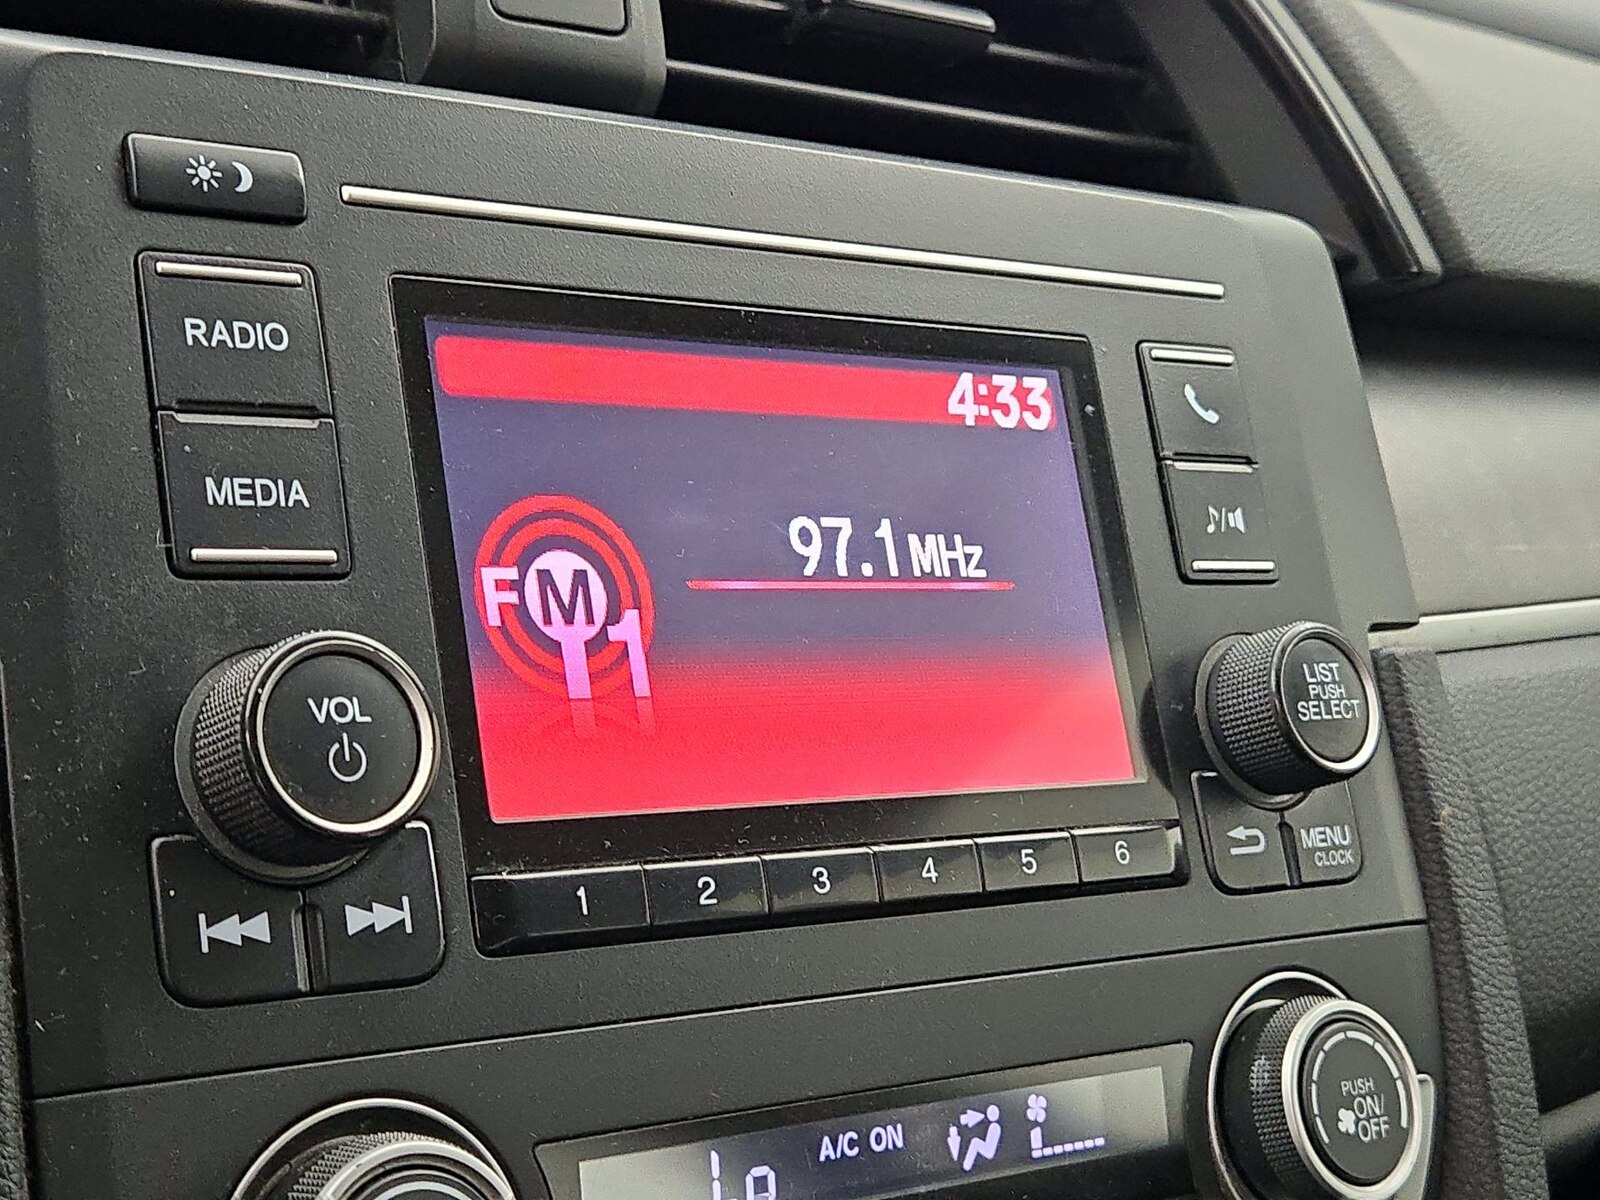 RADIO
MEDIA
4:33
97.1 MHz
FM 1
VOL
LIST
PUSH
SELECT
MENU
CLOCK
1 2 3 4 5 6
A/C ON
Lo
PUSH
ON/
OFF